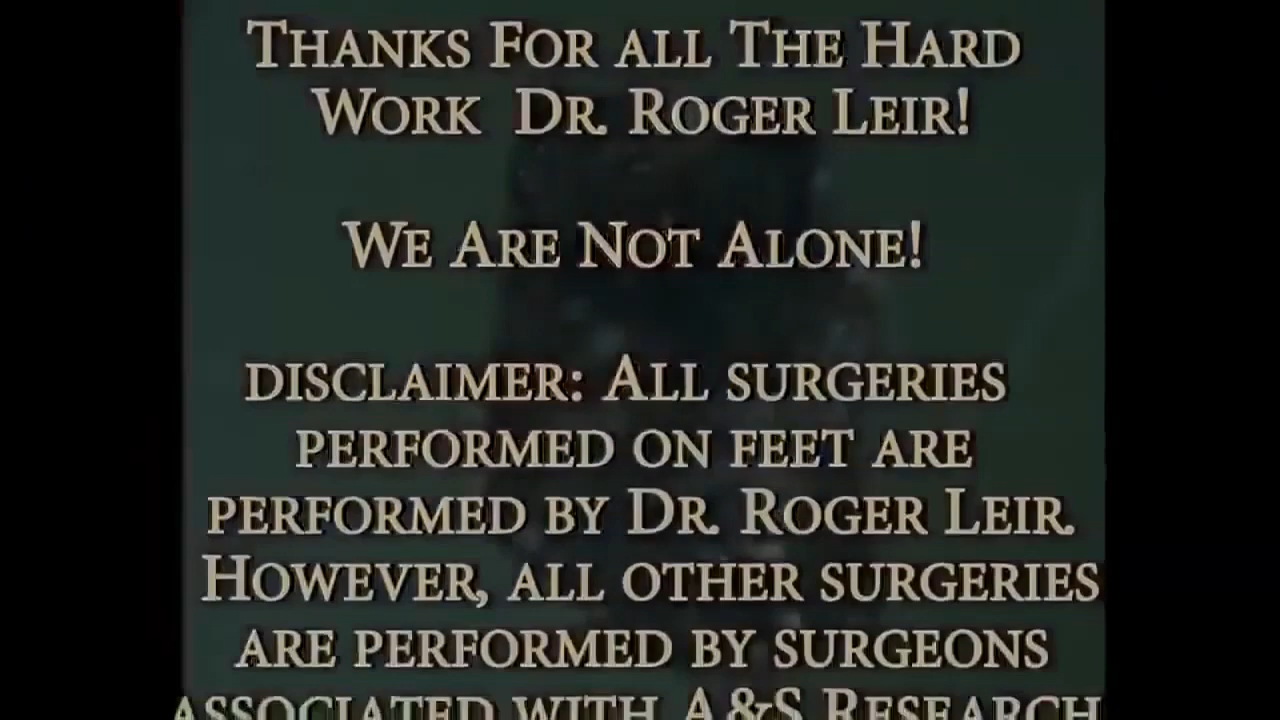 THANKS FOR ALL THE HARD
WORK DR. ROGER LEIR!
WE ARE NOT ALONE!
DISCLAIMER: ALL SURGERIES
PERFORMED ON FEET ARE
PERFORMED BY DR. ROGER LEIR.
HOWEVER, ALL OTHER SURGERIES
ARE PERFORMED BY SURGEONS
ASSOCIATED WITH A&S RESEARCH